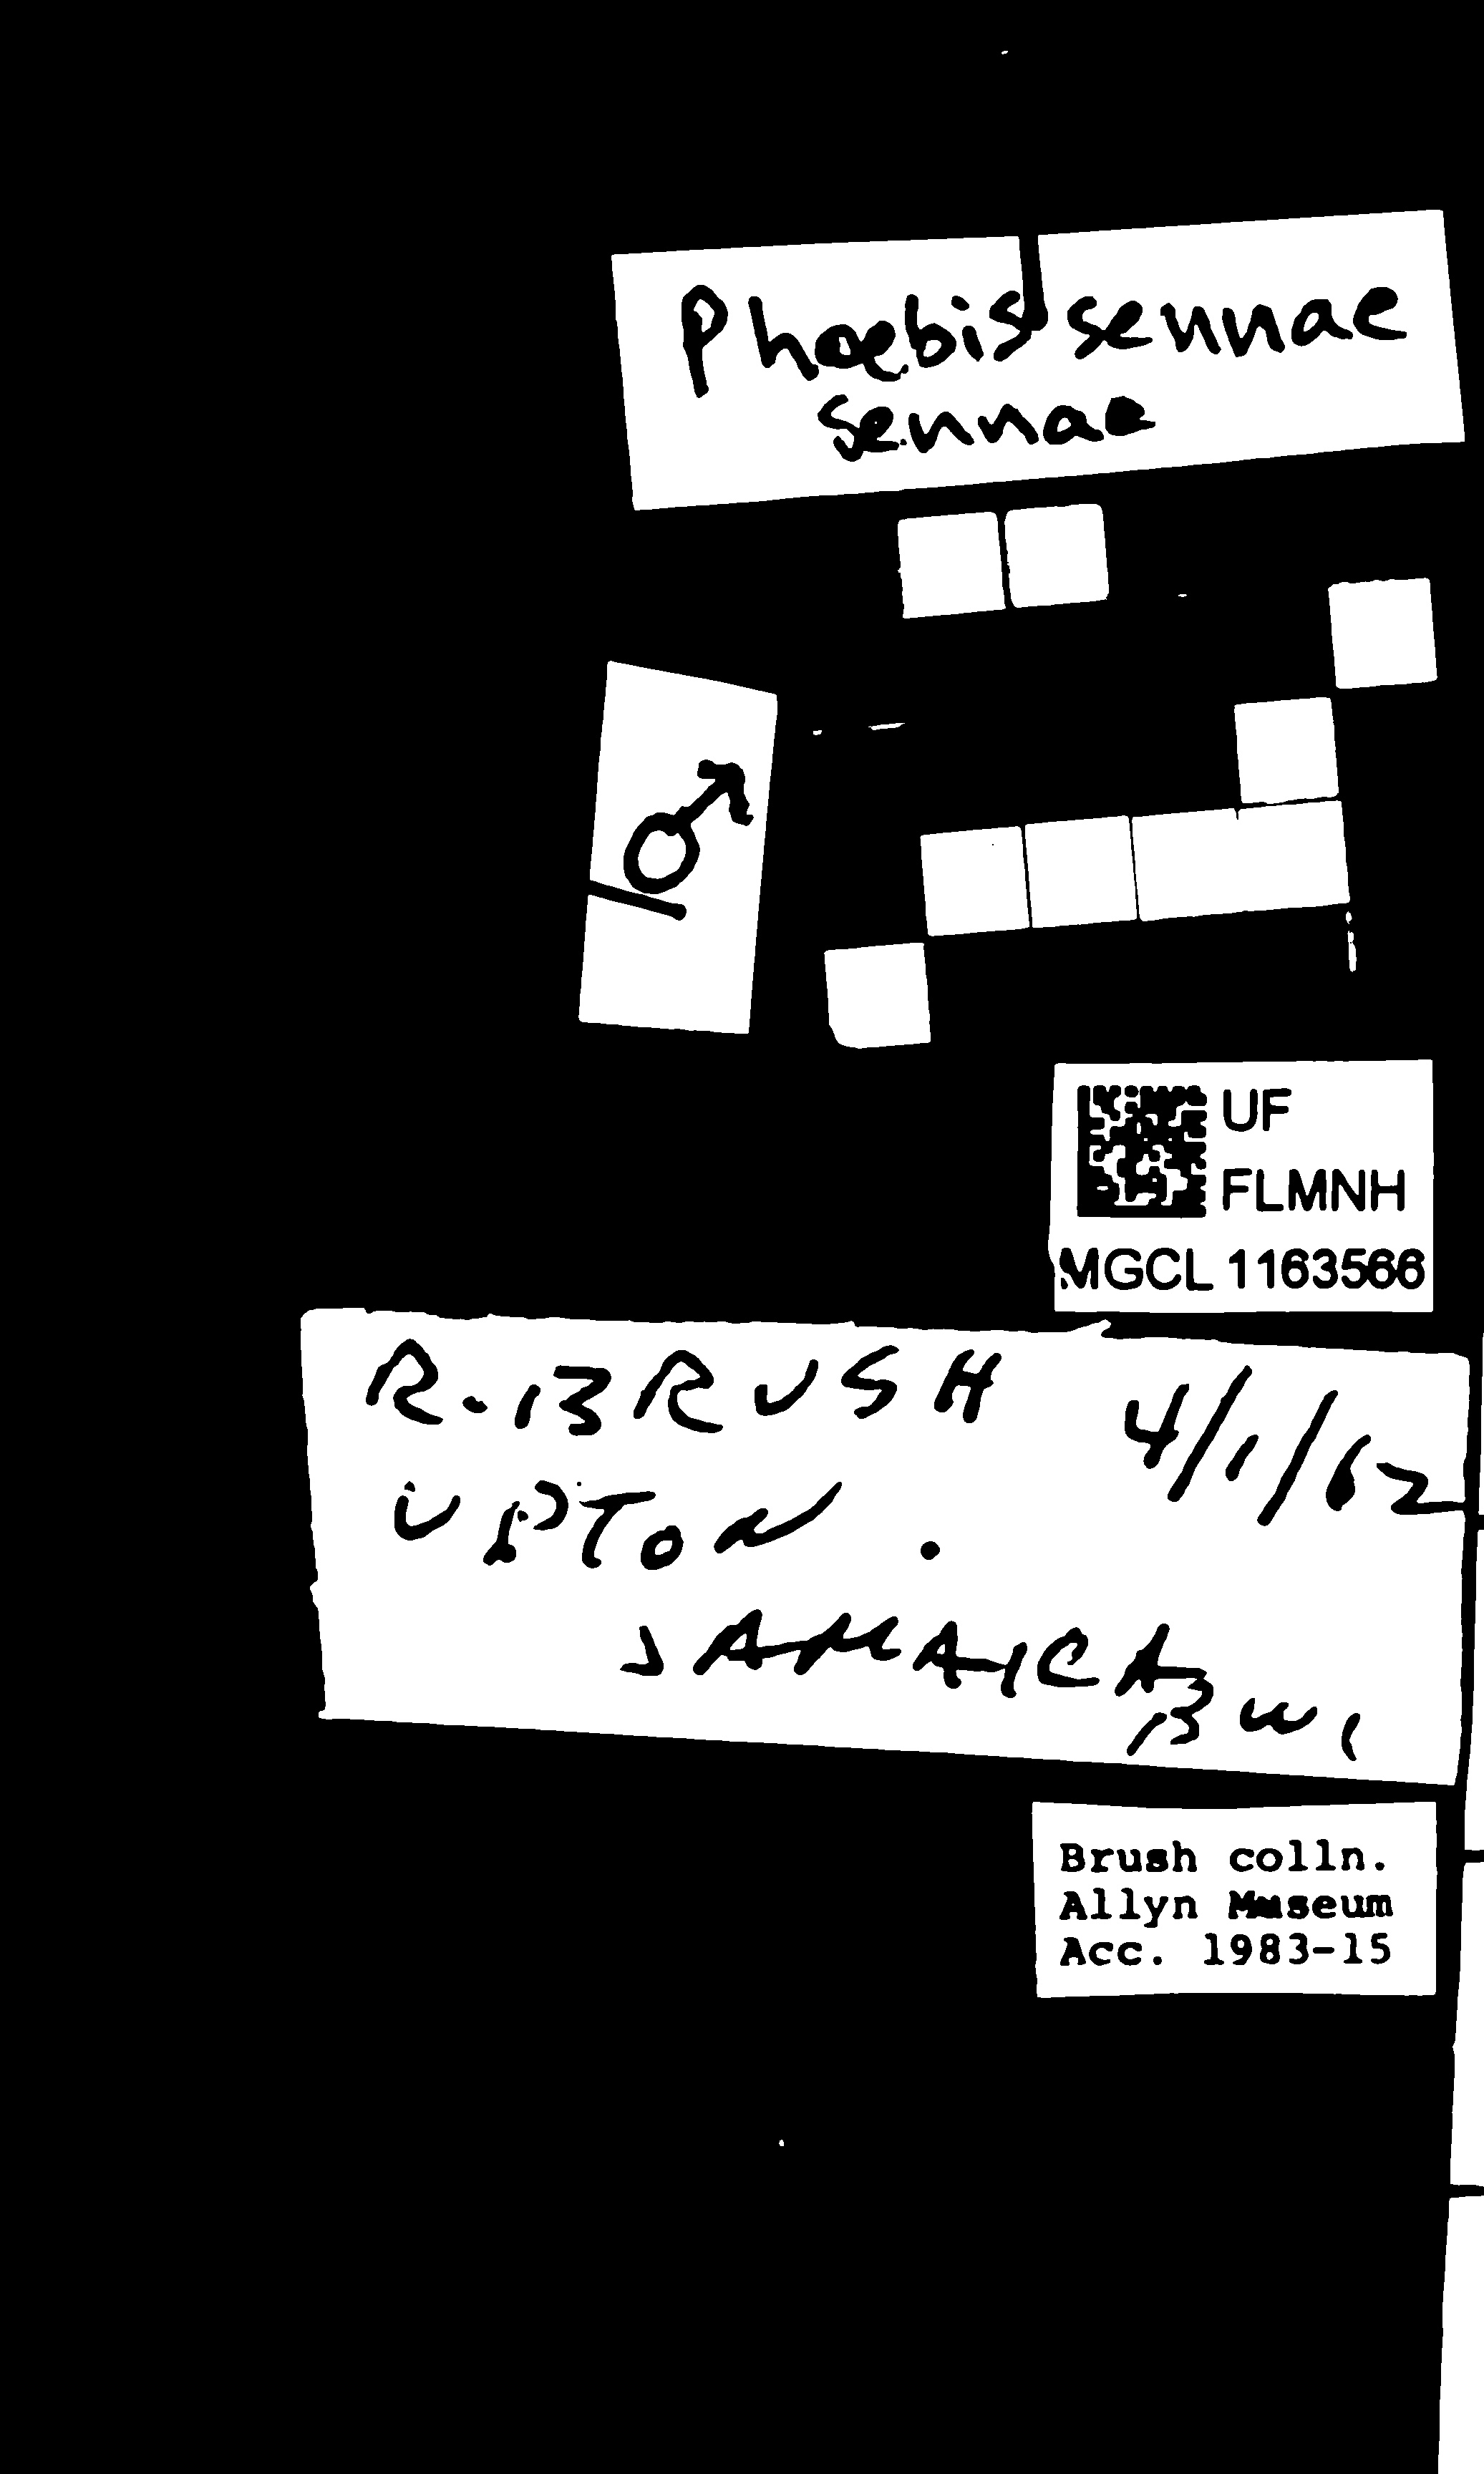 Phoebis sennae
sennae
♂
UF
FLMNH
MGCL 1163566
R. BRUSH 4/1/62
UPTON.
JAMAICA
BWI
Brush colln.
Allyn Museum
Acc. 1983-15